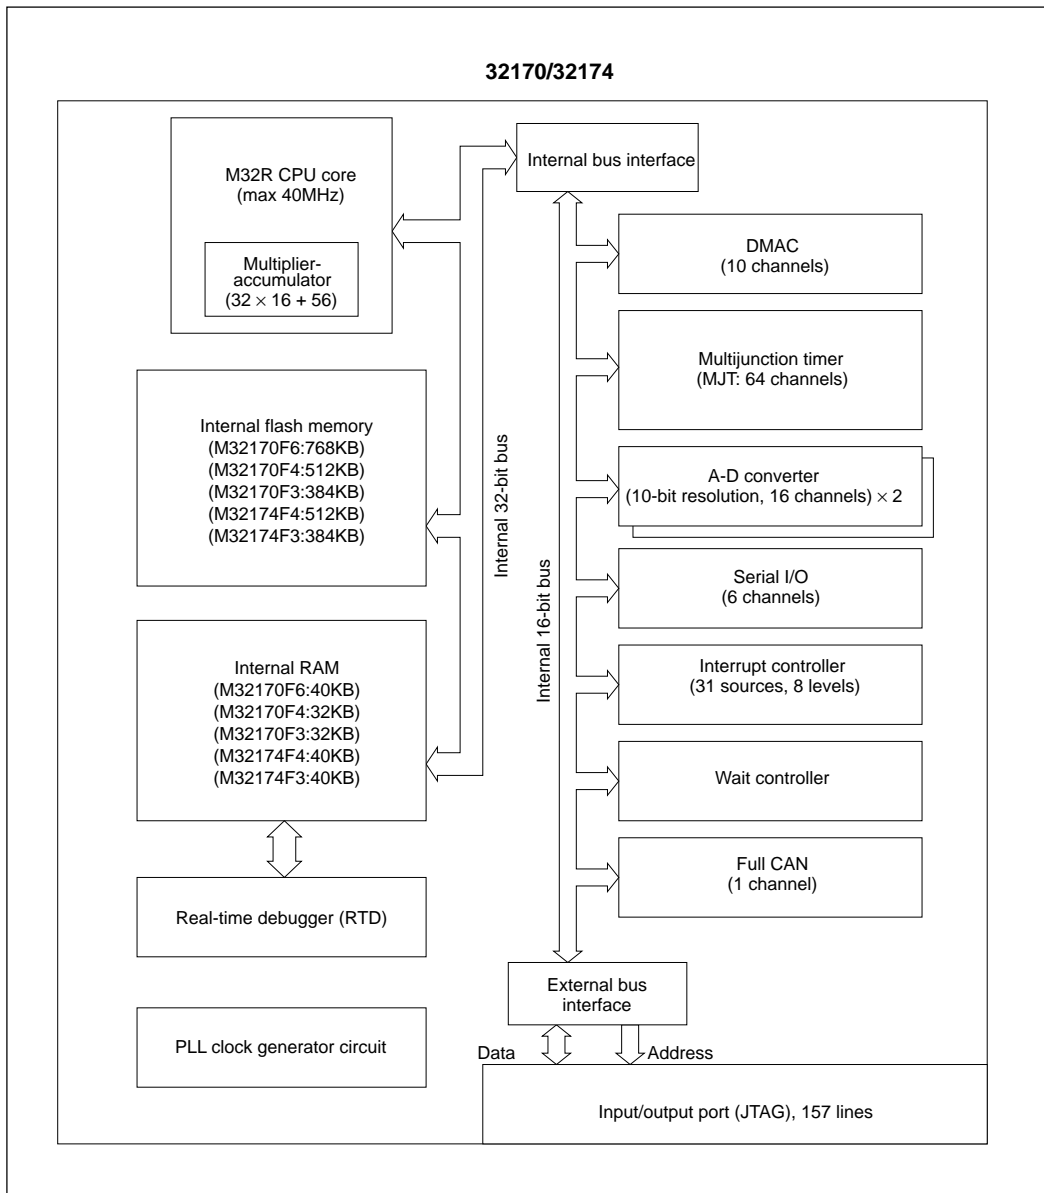 32170/32174
M32R CPU core
(max 40MHz)
Multiplier-
accumulator
(32 × 16 + 56)
Internal flash memory
(M32170F6:768KB)
(M32170F4:512KB)
(M32170F3:384KB)
(M32174F4:512KB)
(M32174F3:384KB)
Internal RAM
(M32170F6:40KB)
(M32170F4:32KB)
(M32170F3:32KB)
(M32174F4:40KB)
(M32174F3:40KB)
Real-time debugger (RTD)
PLL clock generator circuit
Internal 32-bit bus
Internal bus interface
Internal 16-bit bus
DMAC
(10 channels)
Multijunction timer
(MJT: 64 channels)
A-D converter
(10-bit resolution, 16 channels) × 2
Serial I/O
(6 channels)
Interrupt controller
(31 sources, 8 levels)
Wait controller
Full CAN
(1 channel)
External bus
interface
Data
Address
Input/output port (JTAG), 157 lines